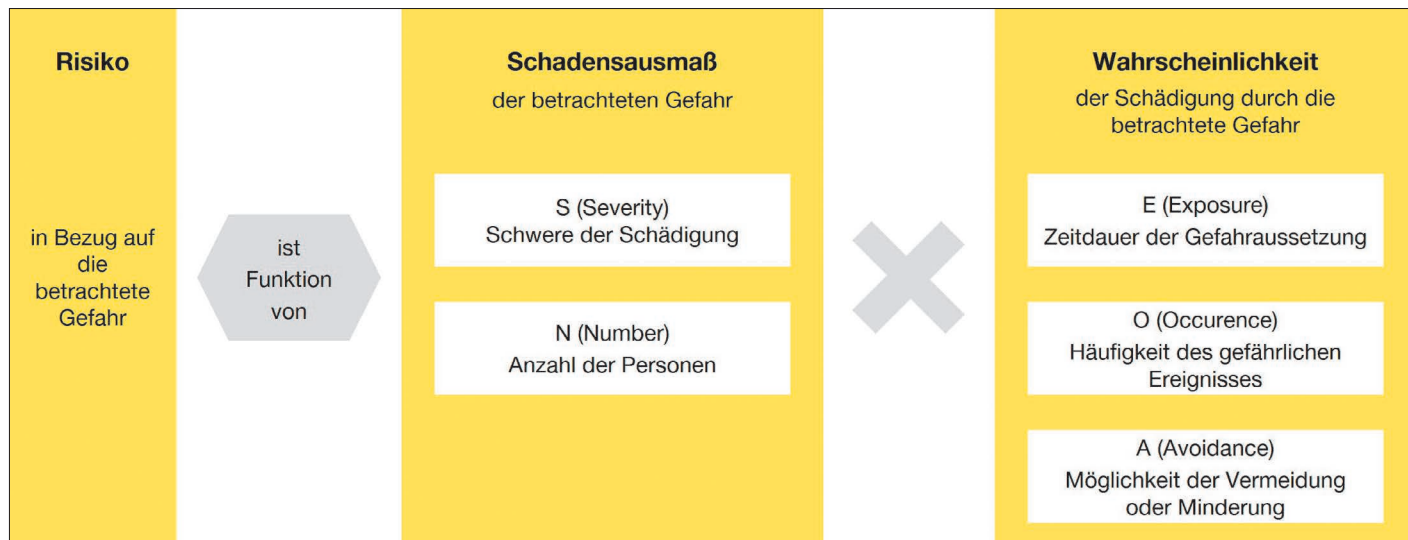 Risiko
in Bezug auf
die
betrachtete
Gefahr
ist
Funktion
von
Schadensausmaß
der betrachteten Gefahr
S (Severity)
Schwere der Schädigung
N (Number)
Anzahl der Personen
Wahrscheinlichkeit
der Schädigung durch die
betrachtete Gefahr
E (Exposure)
Zeitdauer der Gefahraussetzung
O (Occurence)
Häufigkeit des gefährlichen
Ereignisses
A (Avoidance)
Möglichkeit der Vermeidung
oder Minderung